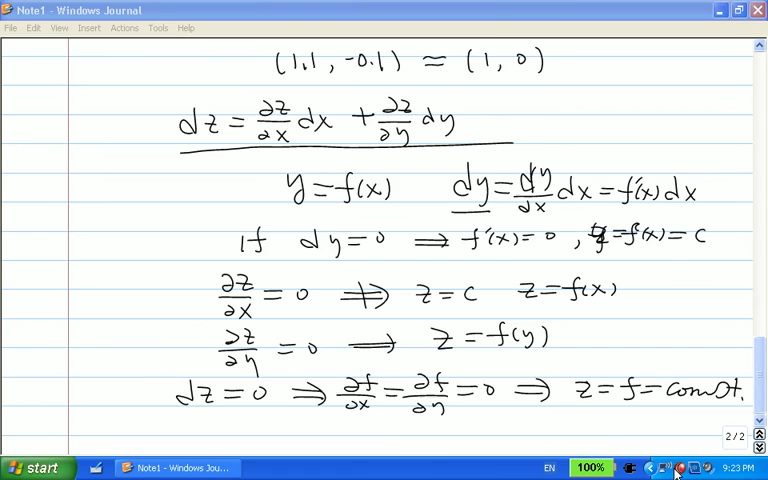 Note1 - Windows Journal
File Edit View Insert Actions Tools Help
(1.1, -0.1) ≈ (1, 0)
dz = ∂z/∂x dx + ∂z/∂y dy
y = f(x) dy = dy/dx dx = f'(x) dx
If dy = 0 ⟹ f'(x) = 0 , y = f(x) = C
∂z/∂x = 0 ⇏ z = C z = f(x)
∂z/∂y = 0 ⟹ z = f(y)
dz = 0 ⟹ ∂f/∂x = ∂f/∂y = 0 ⟹ z = f = const.
2 / 2
start Note1 - Windows Jou... EN 100% 9:23 PM